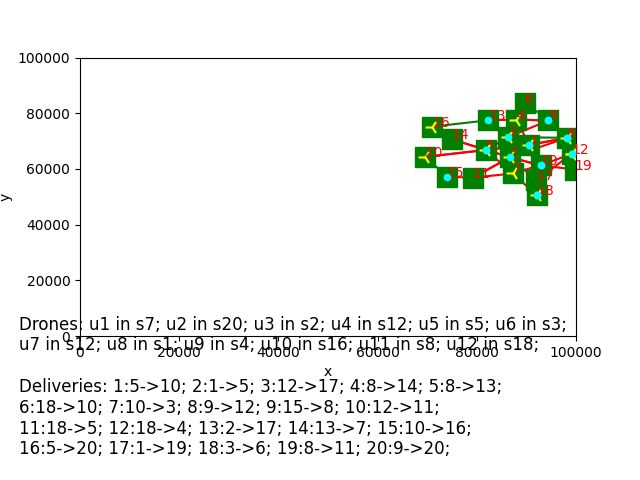 100000
80000
60000
40000
20000
0
y
0 20000 40000 60000 80000 100000
x
14
12
19
Drones: u1 in s7; u2 in s20; u3 in s2; u4 in s12; u5 in s5; u6 in s3;
u7 in s12; u8 in s1; u9 in s4; u10 in s16; u11 in s8; u12 in s18;
Deliveries: 1:5->10; 2:1->5; 3:12->17; 4:8->14; 5:8->13;
6:18->10; 7:10->3; 8:9->12; 9:15->8; 10:12->11;
11:18->5; 12:18->4; 13:2->17; 14:13->7; 15:10->16;
16:5->20; 17:1->19; 18:3->6; 19:8->11; 20:9->20;